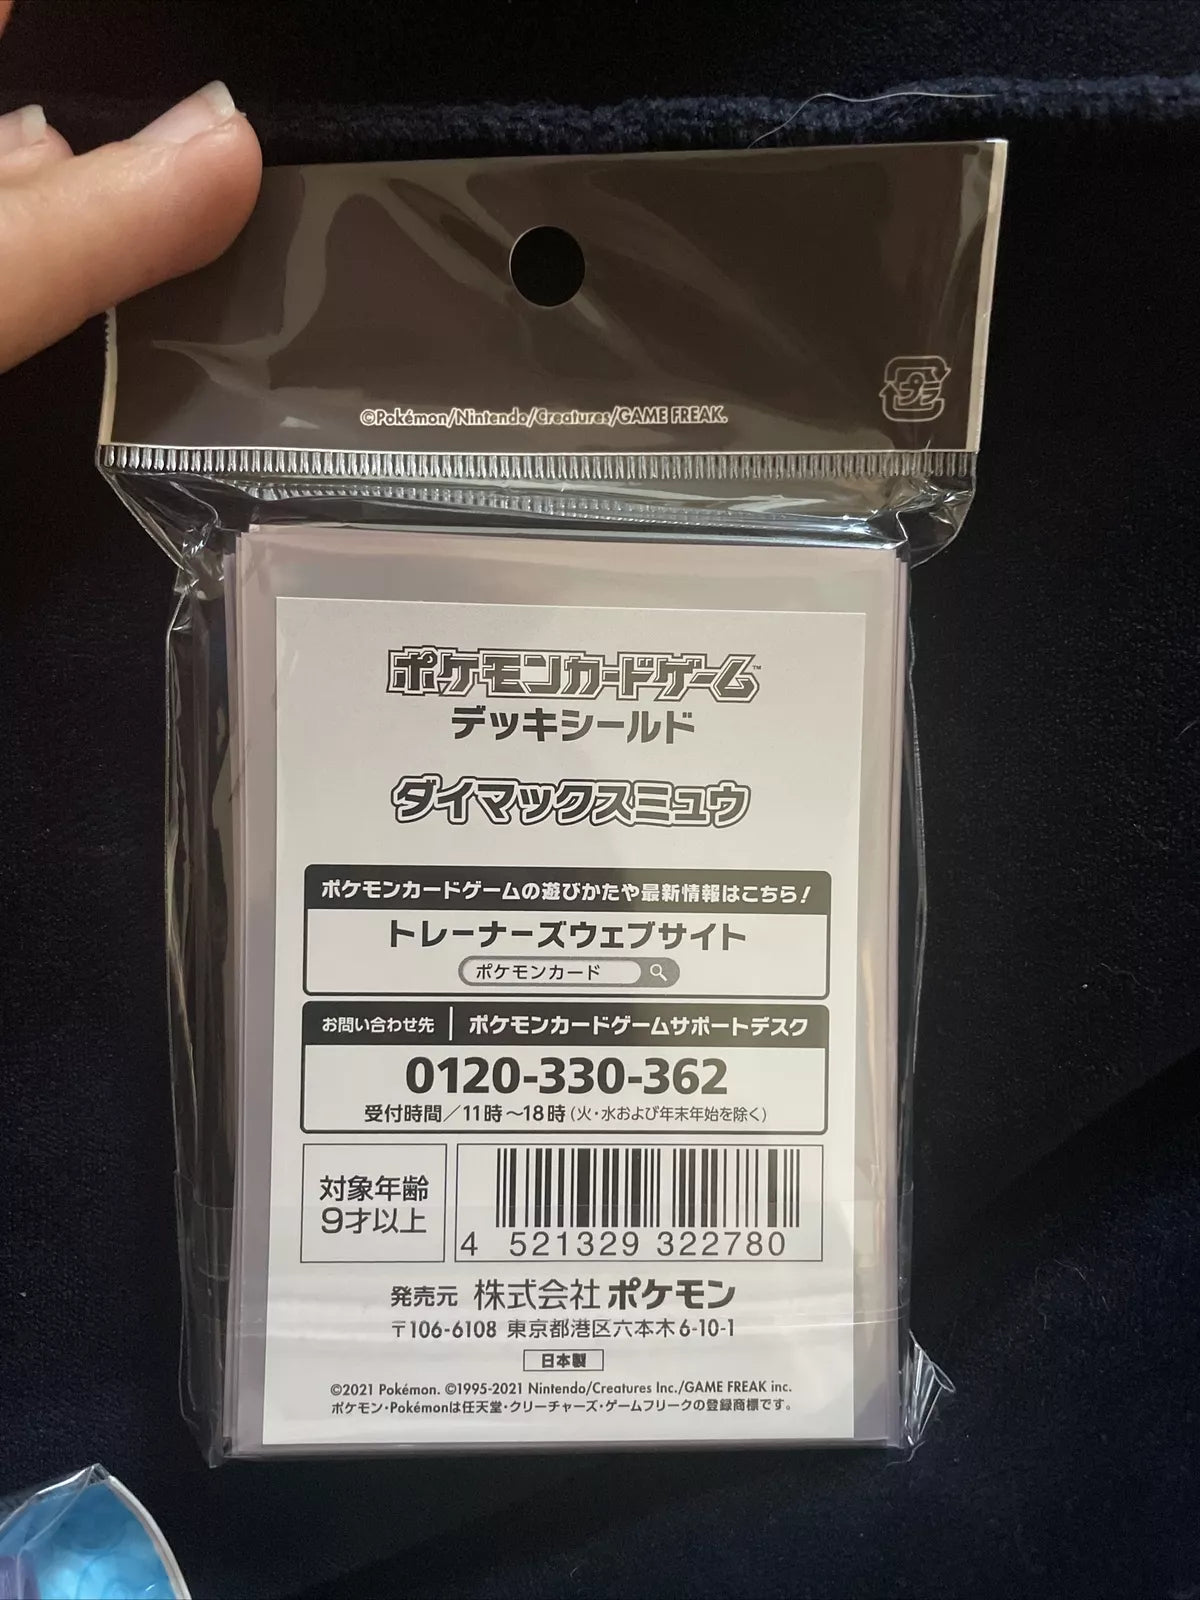 ©Pokémon/Nintendo/Creatures/GAME FREAK.
プラ
ポケモンカードゲーム™
デッキシールド
ダイマックスミュウ
ポケモンカードゲームの遊びかたや最新情報はこちら!
トレーナーズウェブサイト
ポケモンカード
お問い合わせ先 ポケモンカードゲームサポートデスク
0120-330-362
受付時間/11時~18時(火・水および年末年始を除く)
対象年齢
9才以上
4 521329 322780
発売元 株式会社ポケモン
〒106-6108 東京都港区六本木6-10-1
日本製
©2021 Pokémon. ©1995-2021 Nintendo/Creatures Inc./GAME FREAK inc.
ポケモン・Pokémonは任天堂・クリーチャーズ・ゲームフリークの登録商標です。